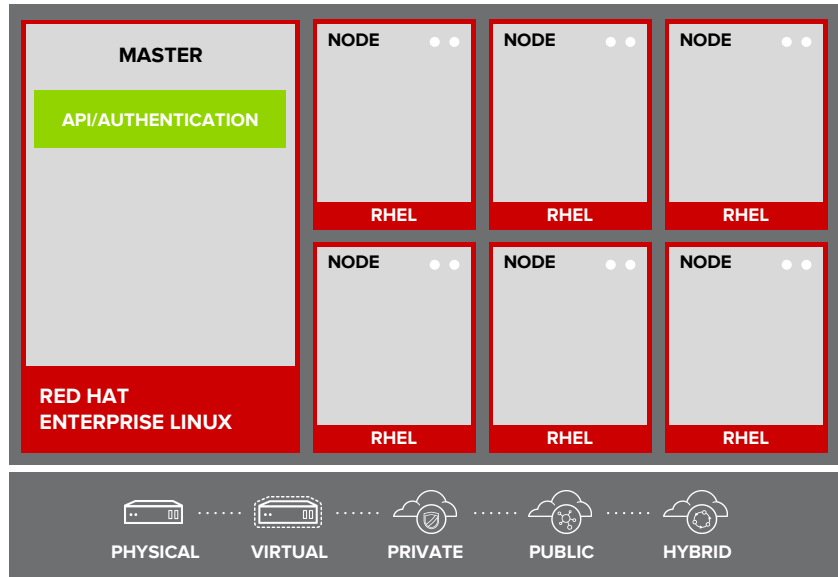 MASTER
API/AUTHENTICATION
RED HAT
ENTERPRISE LINUX
NODE
RHEL
NODE
RHEL
NODE
RHEL
NODE
RHEL
NODE
RHEL
NODE
RHEL
PHYSICAL
VIRTUAL
PRIVATE
PUBLIC
HYBRID